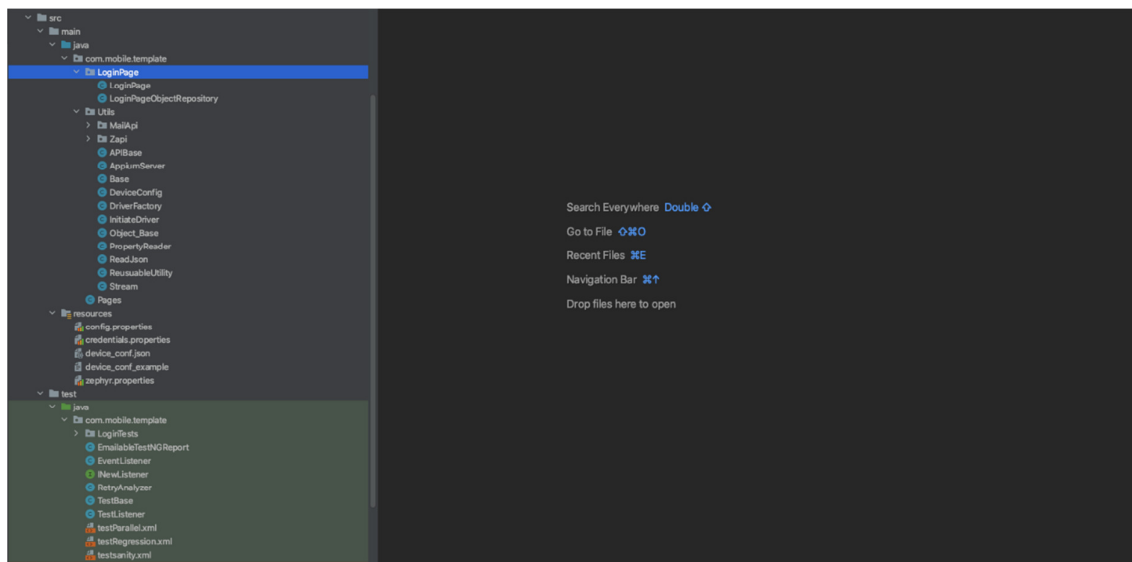 src
main
java
com.mobile.template
LoginPage
LoginPage
LoginPageObjectRepository
Utils
MailApi
Zapi
APIBase
AppiumServer
Base
DeviceConfig
DriverFactory
InitiateDriver
Object_Base
PropertyReader
ReadJson
ReusuableUtility
Stream
Pages
resources
config.properties
credentials.properties
device_conf.json
device_conf_example
zephyr.properties
test
java
com.mobile.template
LoginTests
EmailableTestNGReport
EventListener
INewListener
RetryAnalyzer
TestBase
TestListener
testParallel.xml
testRegression.xml
testsanity.xml
Search Everywhere Double ⇧
Go to File ⇧⌘O
Recent Files ⌘E
Navigation Bar ⌘↑
Drop files here to open